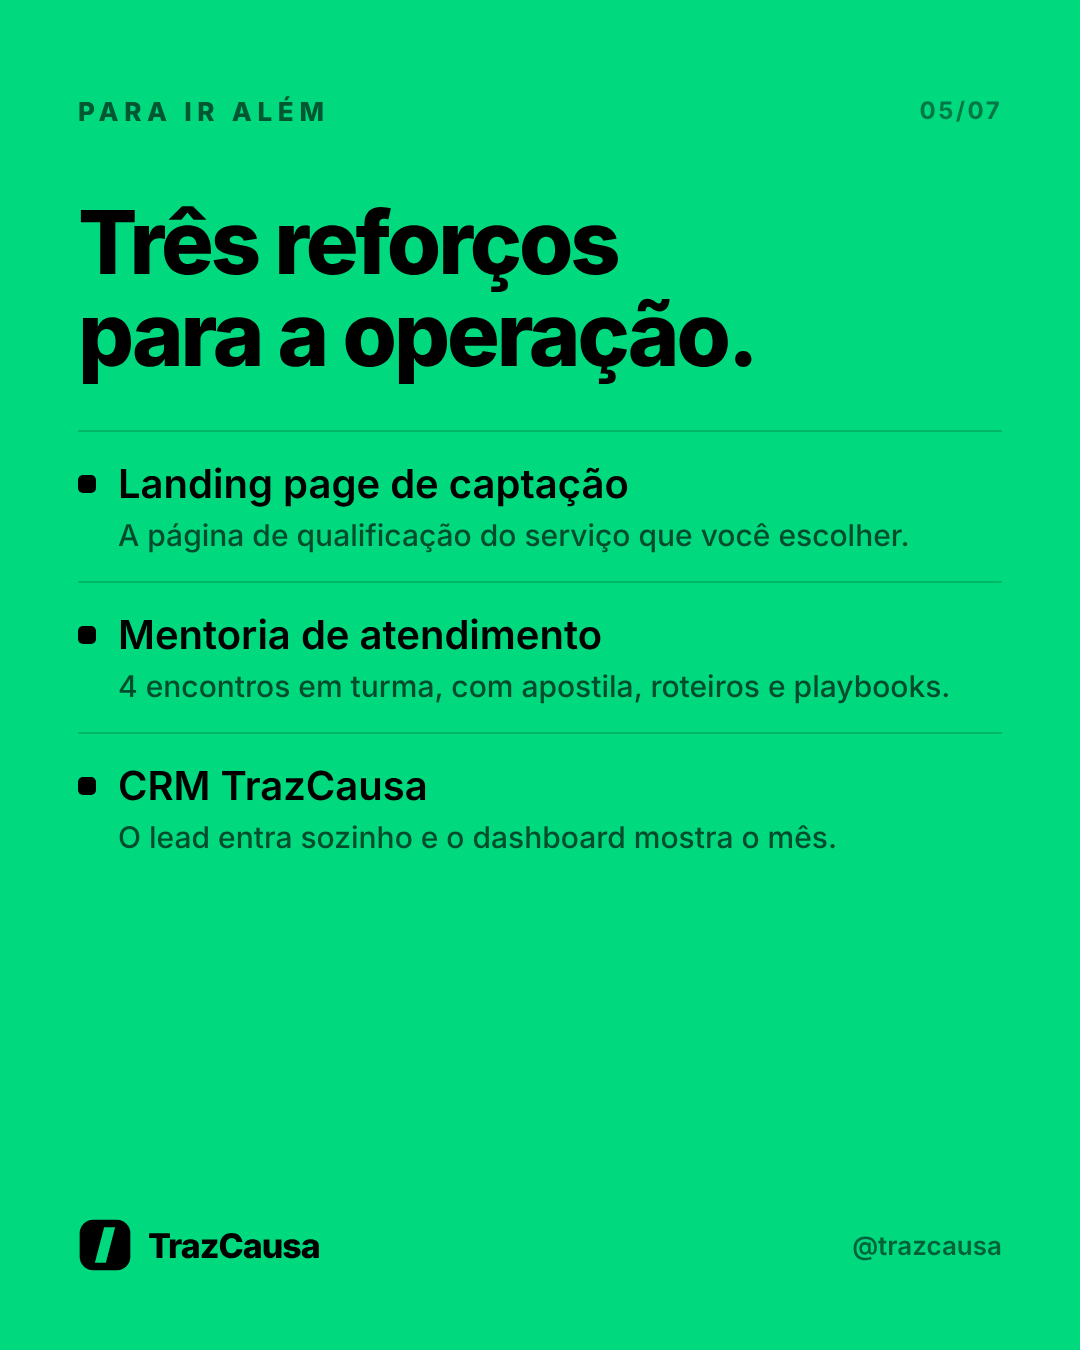 PARA IR ALÉM
05/07
Três reforços
para a operação.
Landing page de captação
A página de qualificação do serviço que você escolher.
Mentoria de atendimento
4 encontros em turma, com apostila, roteiros e playbooks.
CRM TrazCausa
O lead entra sozinho e o dashboard mostra o mês.
TrazCausa
@trazcausa